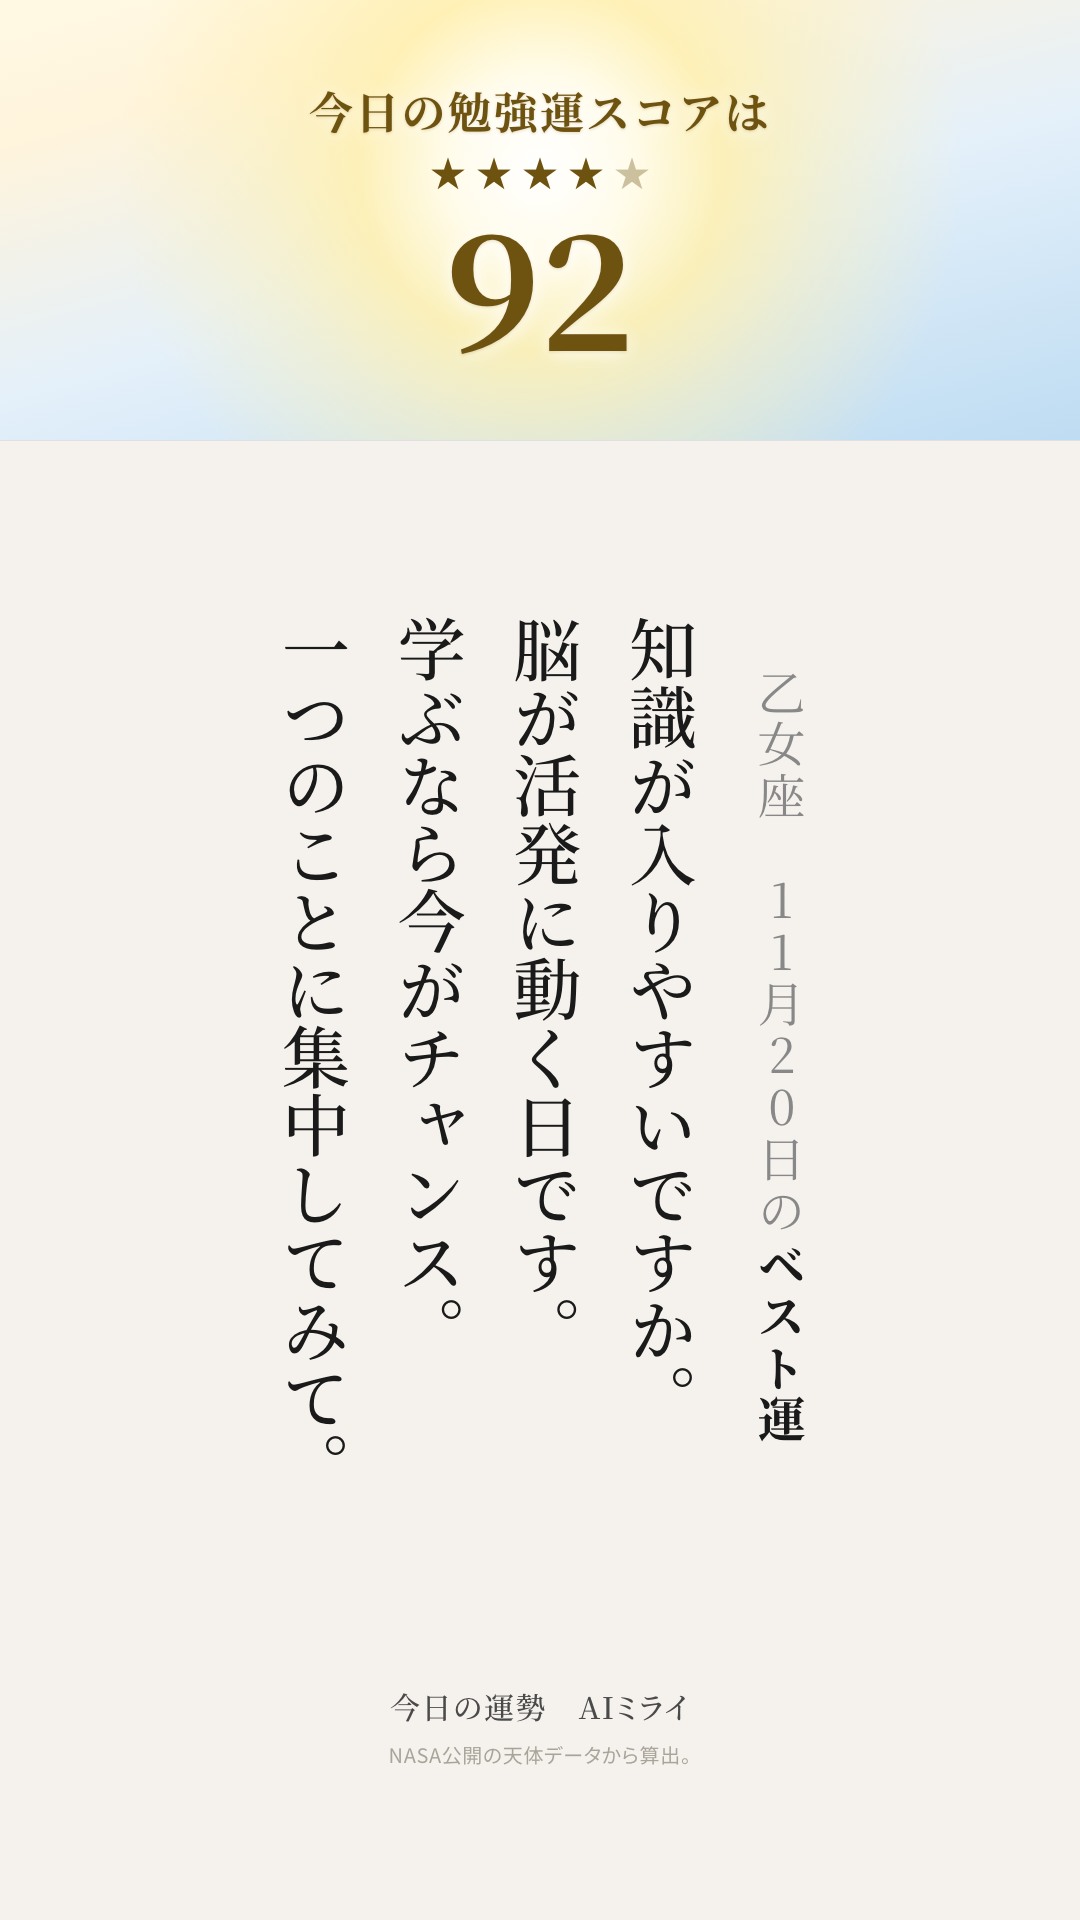 今日の勉強運スコアは
★★★★★
92
乙女座　11月20日のベスト運
知識が入りやすいですか。
脳が活発に動く日です。
学ぶなら今がチャンス。
一つのことに集中してみて。
今日の運勢　AIミライ
NASA公開の天体データから算出。